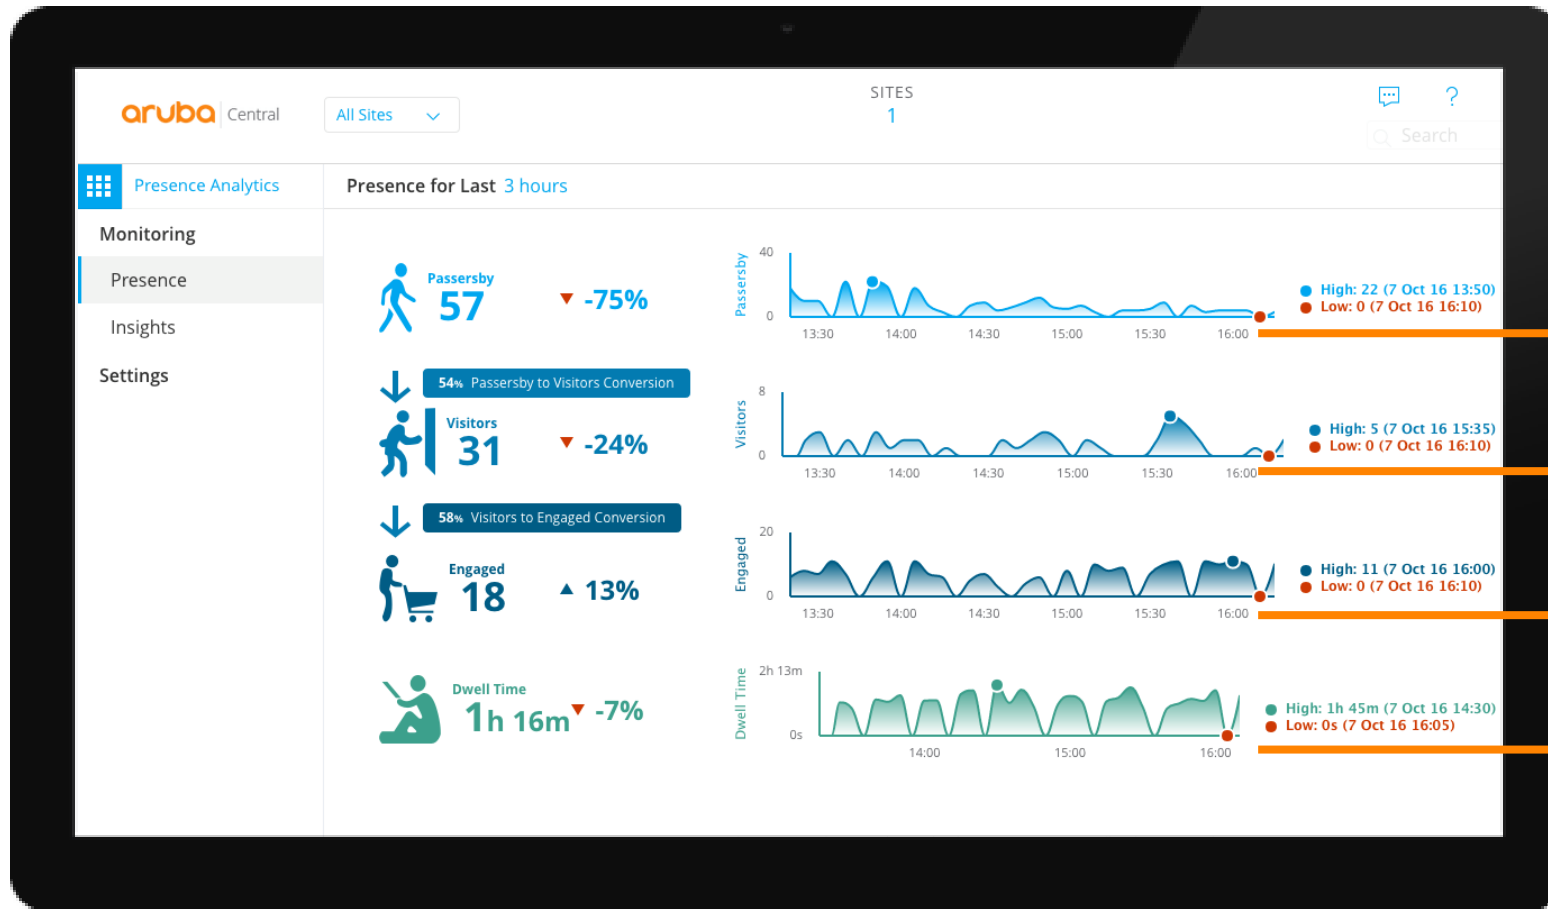 aruba Central
All Sites
SITES
1
?
Search
Presence Analytics
Presence for Last 3 hours
Monitoring
Presence
Insights
Settings
Passersby
57
-75%
Passersby
40
0
13:30 14:00 14:30 15:00 15:30 16:00
High: 22 (7 Oct 16 13:50)
Low: 0 (7 Oct 16 16:10)
54% Passersby to Visitors Conversion
Visitors
31
-24%
Visitors
8
0
13:30 14:00 14:30 15:00 15:30 16:00
High: 5 (7 Oct 16 15:35)
Low: 0 (7 Oct 16 16:10)
58% Visitors to Engaged Conversion
Engaged
18
13%
Engaged
20
0
13:30 14:00 14:30 15:00 15:30 16:00
High: 11 (7 Oct 16 16:00)
Low: 0 (7 Oct 16 16:10)
Dwell Time
1h 16m
-7%
Dwell Time
2h 13m
0s
14:00 15:00 16:00
High: 1h 45m (7 Oct 16 14:30)
Low: 0s (7 Oct 16 16:05)